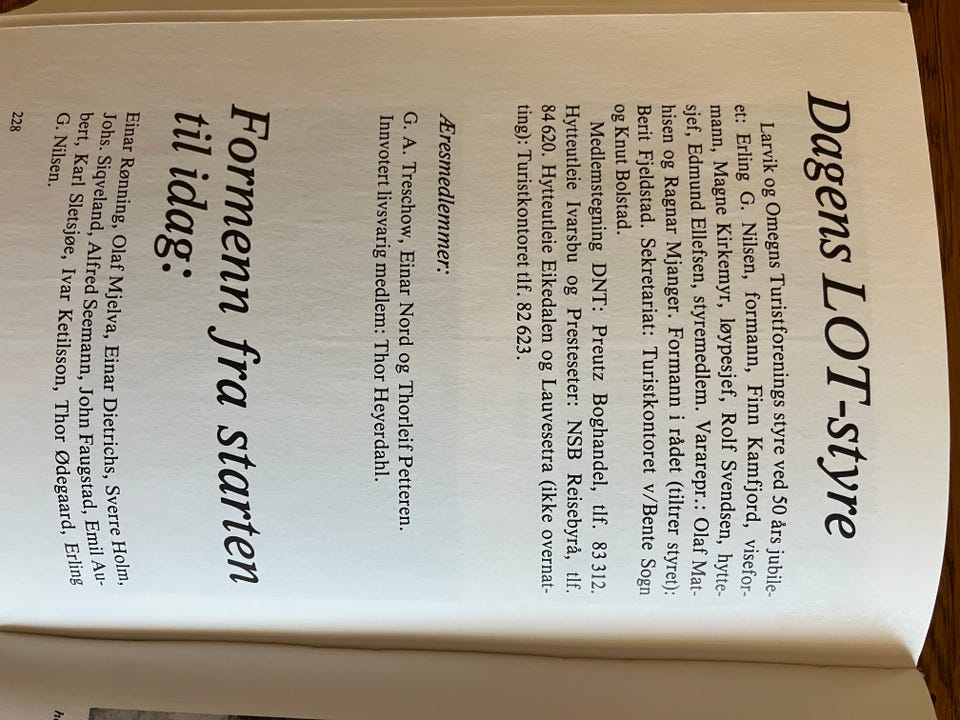 Dagens LOT-styre
Larvik og Omegns Turistforenings styre ved 50 års jubile-
et: Erling G. Nilsen, formann, Finn Kamfjord, visefor-
mann, Magne Kirkemyr, løypesjef, Rolf Svendsen, hytte-
sjef, Edmund Ellefsen, styremedlem. Vararepr.: Olaf Mat-
hisen og Ragnar Mjanger. Formann i rådet (tiltrer styret):
Berit Fjeldstad. Sekretariat: Turistkontoret v/Bente Sogn
og Knut Bolstad.
Medlemstegning DNT: Preutz Boghandel, tlf. 83 312.
Hytteutleie Ivarsbu og Presteseter: NSB Reisebyrå, tlf.
84 620. Hytteutleie Eikedalen og Lauvesetra (ikke overnat-
ting): Turistkontoret tlf. 82 623.
Æresmedlemmer:
G. A. Treschow, Einar Nord og Thorleif Petteren.
Innvotert livsvarig medlem: Thor Heyerdahl.
Formenn fra starten
til idag:
Einar Rønning, Olaf Mjelva, Einar Dietrichs, Sverre Holm,
Johs. Siqveland, Alfred Seemann, John Faugstad, Emil Au-
bert, Karl Sletsjøe, Ivar Ketilsson, Thor Ødegaard, Erling
G. Nilsen.
228